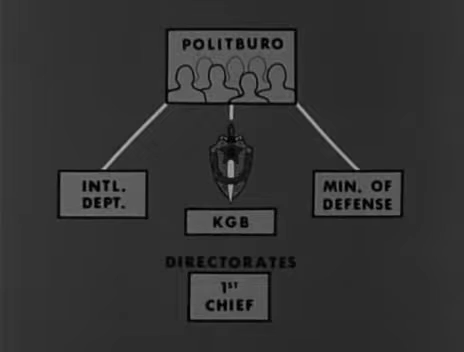 POLITBURO
INTL.
DEPT.
KGB
MIN. OF
DEFENSE
DIRECTORATES
1ST
CHIEF